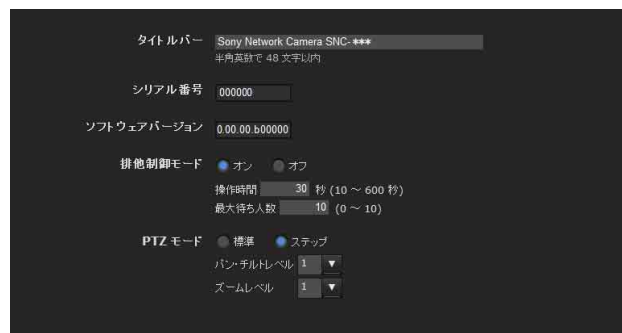 タイトルバー Sony Network Camera SNC-***
半角英数で 48 文字以内
シリアル番号 000000
ソフトウェアバージョン 0.00.00.b00000
排他制御モード オン オフ
操作時間 30 秒 (10 ～ 600 秒)
最大待ち人数 10 (0 ～ 10)
PTZ モード 標準 ステップ
パン・チルトレベル 1 ▼
ズームレベル 1 ▼